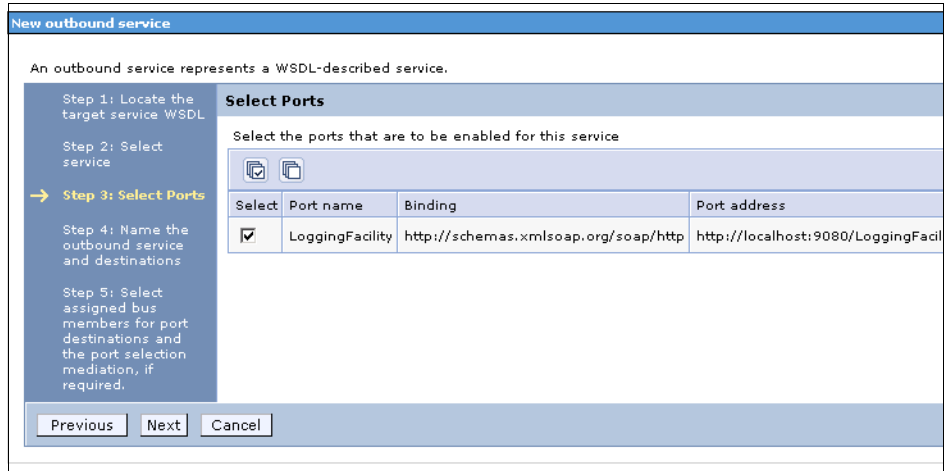 New outbound service
An outbound service represents a WSDL-described service.
Step 1: Locate the
target service WSDL
Step 2: Select
service
Step 3: Select Ports
Step 4: Name the
outbound service
and destinations
Step 5: Select
assigned bus
members for port
destinations and
the port selection
mediation, if
required.
Select Ports
Select the ports that are to be enabled for this service
Select Port name Binding Port address
LoggingFacility http://schemas.xmlsoap.org/soap/http http://localhost:9080/LoggingFacil
Previous Next Cancel